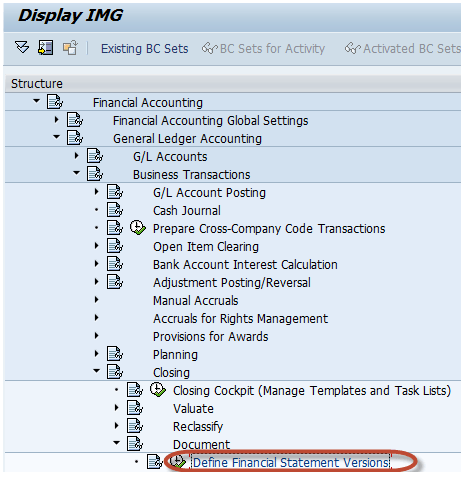 Display IMG
Existing BC Sets BC Sets for Activity Activated BC Sets
Structure
Financial Accounting
Financial Accounting Global Settings
General Ledger Accounting
G/L Accounts
Business Transactions
G/L Account Posting
Cash Journal
Prepare Cross-Company Code Transactions
Open Item Clearing
Bank Account Interest Calculation
Adjustment Posting/Reversal
Manual Accruals
Accruals for Rights Management
Provisions for Awards
Planning
Closing
Closing Cockpit (Manage Templates and Task Lists)
Valuate
Reclassify
Document
Define Financial Statement Versions